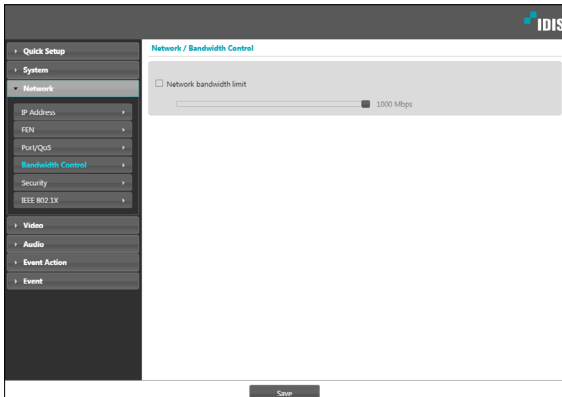 IDIS
Quick Setup
System
Network
IP Address
FEN
Port/QoS
Bandwidth Control
Security
IEEE 802.1X
Video
Audio
Event Action
Event
Network / Bandwidth Control
Network bandwidth limit
1000 Mbps
Save